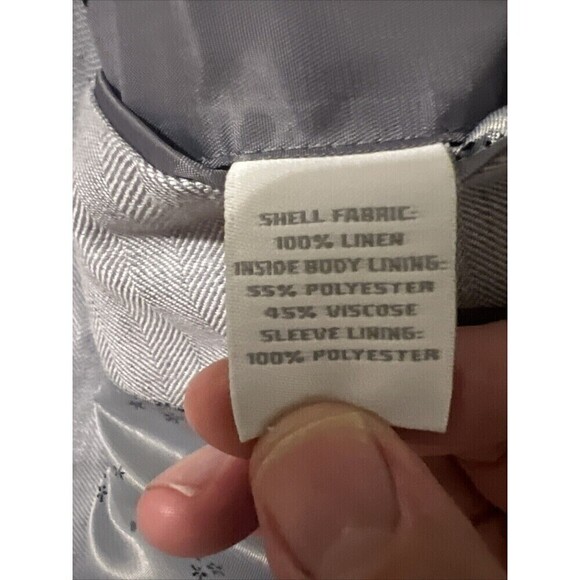 SHELL FABRIC:
100% LINEN
INSIDE BODY LINING:
55% POLYESTER
45% VISCOSE
SLEEVE LINING:
100% POLYESTER